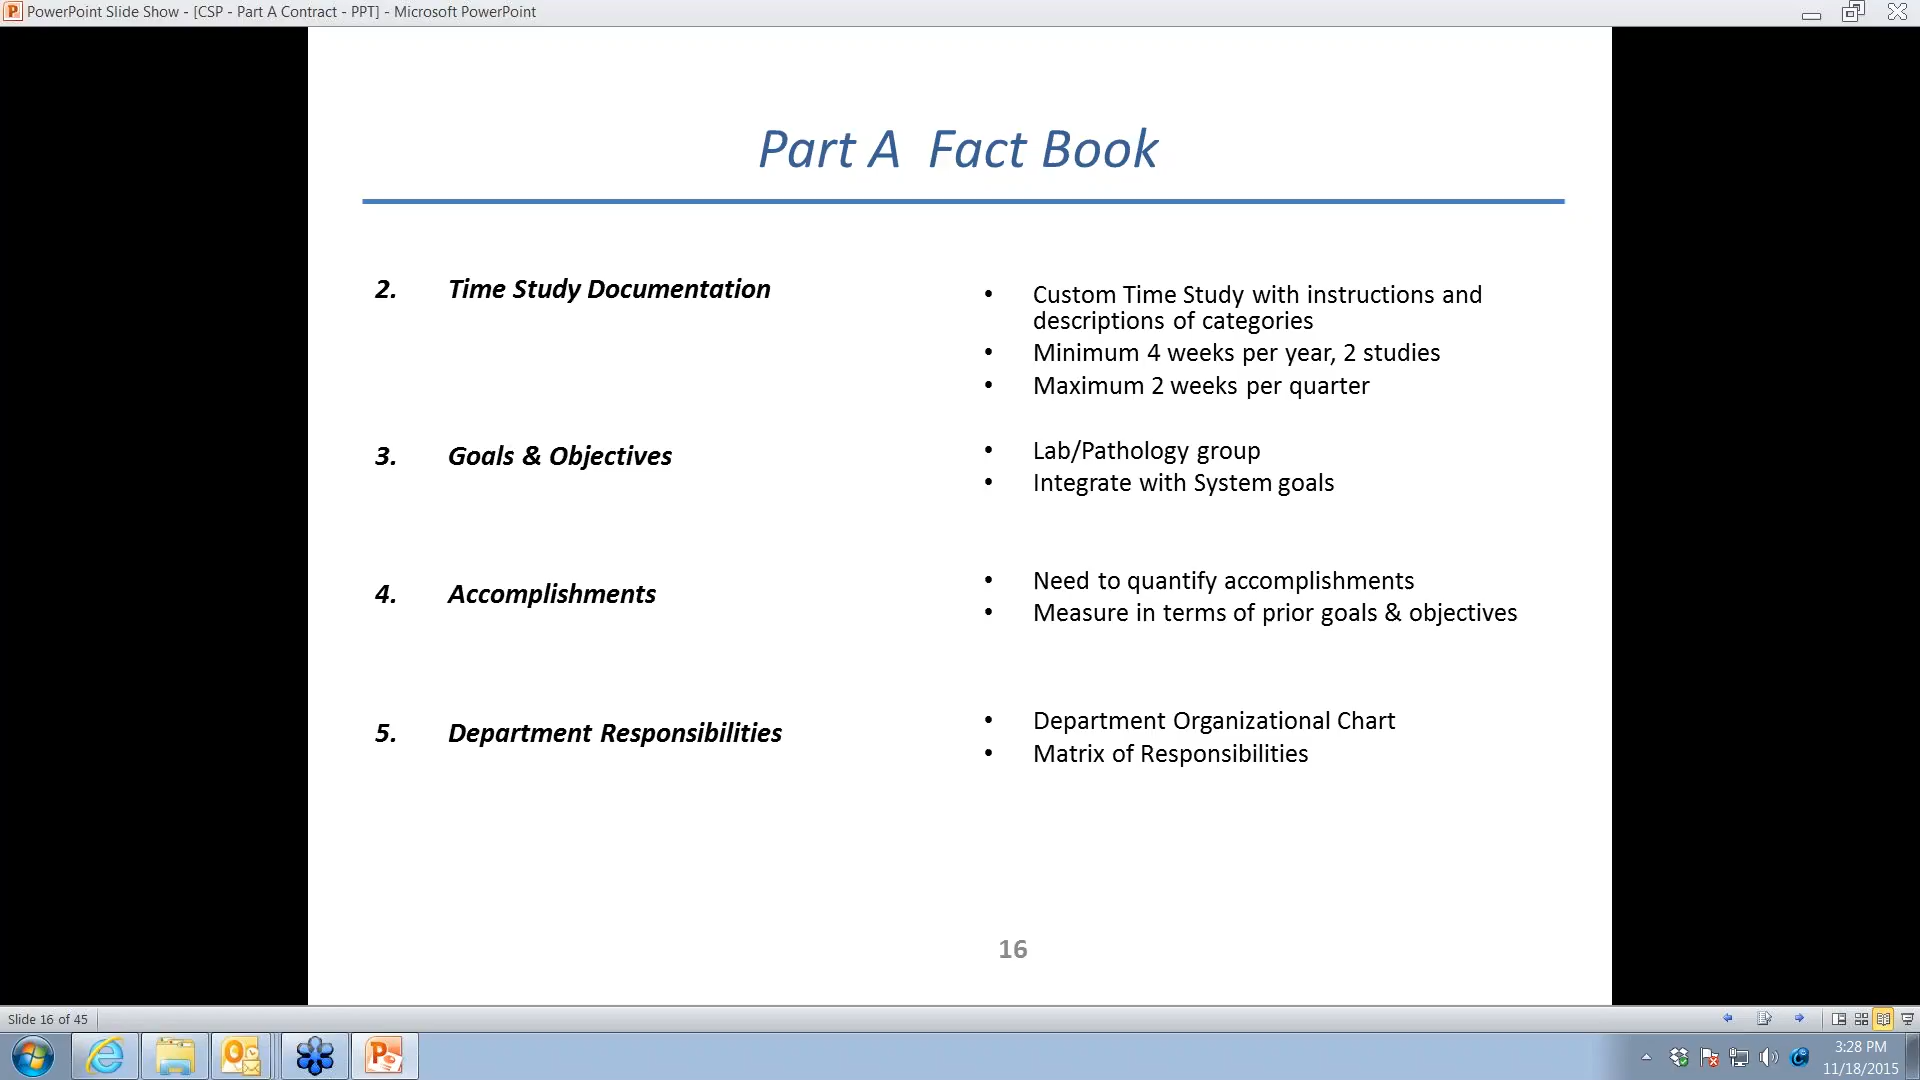 PowerPoint Slide Show - [CSP - Part A Contract - PPT] - Microsoft PowerPoint
Part A  Fact Book
2. Time Study Documentation
• Custom Time Study with instructions and
descriptions of categories
• Minimum 4 weeks per year, 2 studies
• Maximum 2 weeks per quarter
3. Goals & Objectives
• Lab/Pathology group
• Integrate with System goals
4. Accomplishments
• Need to quantify accomplishments
• Measure in terms of prior goals & objectives
5. Department Responsibilities
• Department Organizational Chart
• Matrix of Responsibilities
16
Slide 16 of 45
3:28 PM
11/18/2015